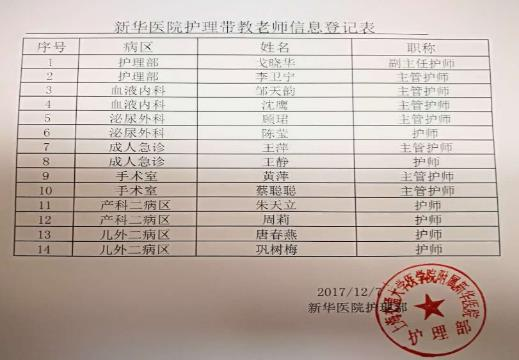 新华医院护理带教老师信息登记表
序号 病区 姓名 职称
1 护理部 戈晓华 副主任护师
2 护理部 李卫宁 主管护师
3 血液内科 邹天韵 主管护师
4 血液内科 沈鹰 主管护师
5 泌尿外科 顾珺 主管护师
6 泌尿外科 陈莹 护师
7 成人急诊 王萍 主管护师
8 成人急诊 王静 护师
9 手术室 黄萍 主管护师
10 手术室 蔡聪聪 主管护师
11 产科二病区 朱天立 护师
12 产科二病区 周莉 护师
13 儿外二病区 唐春燕 护师
14 儿外二病区 巩树梅 护师
2017/12/7
新华医院护理部
上海交通大学医学院附属新华医院
护理部